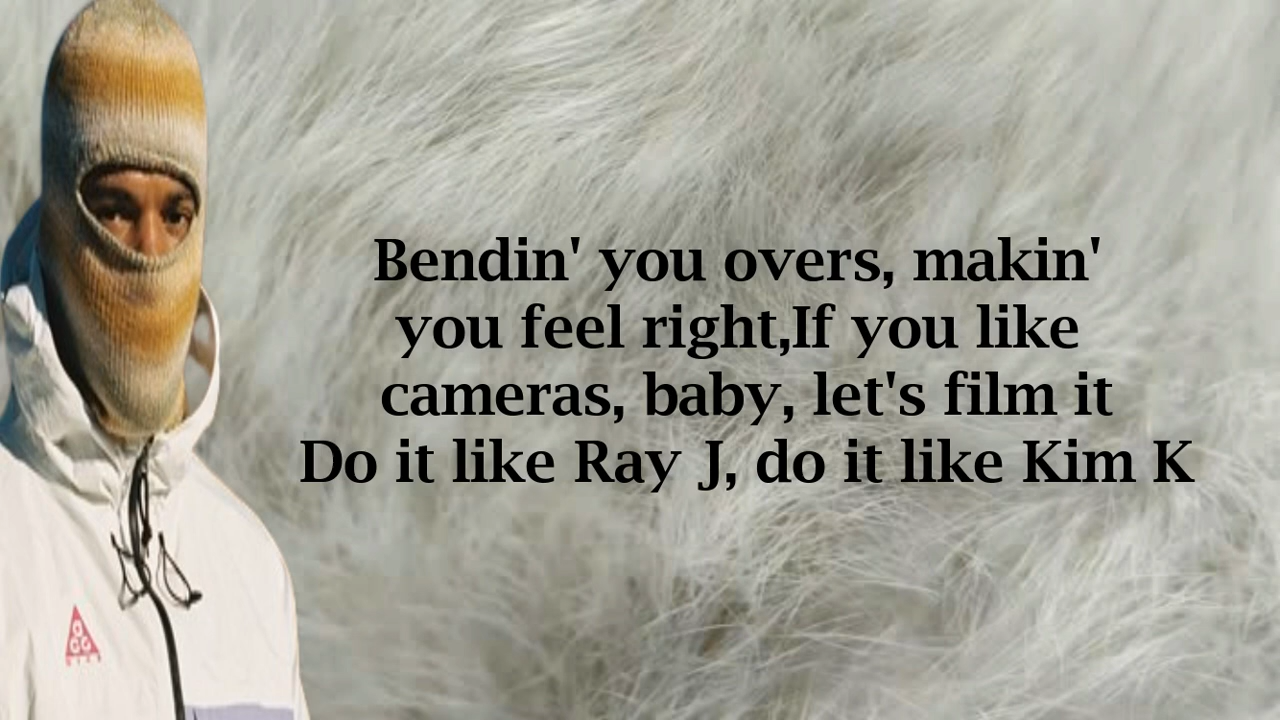 Bendin' you overs, makin'
you feel right,If you like
cameras, baby, let's film it
Do it like Ray J, do it like Kim K